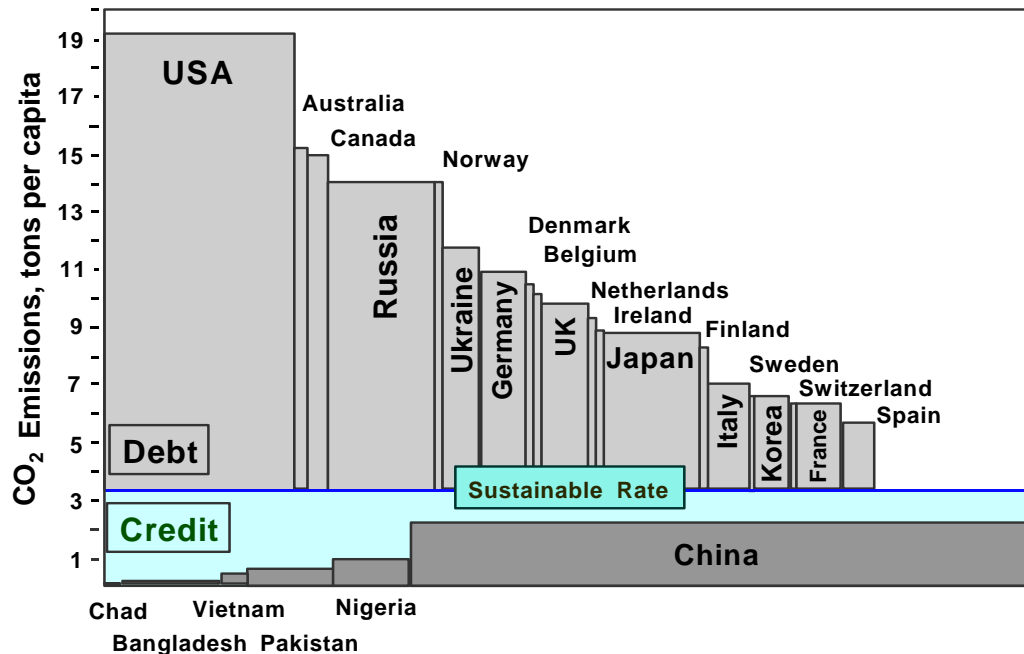 CO2 Emissions, tons per capita
19
17
15
13
11
9
7
5
3
1
USA
Australia
Canada
Russia
Norway
Ukraine
Germany
Denmark
Belgium
UK
Netherlands
Ireland
Japan
Finland
Italy
Sweden
Korea
Switzerland
France
Spain
Debt
Sustainable Rate
Credit
China
Chad
Bangladesh
Vietnam
Pakistan
Nigeria